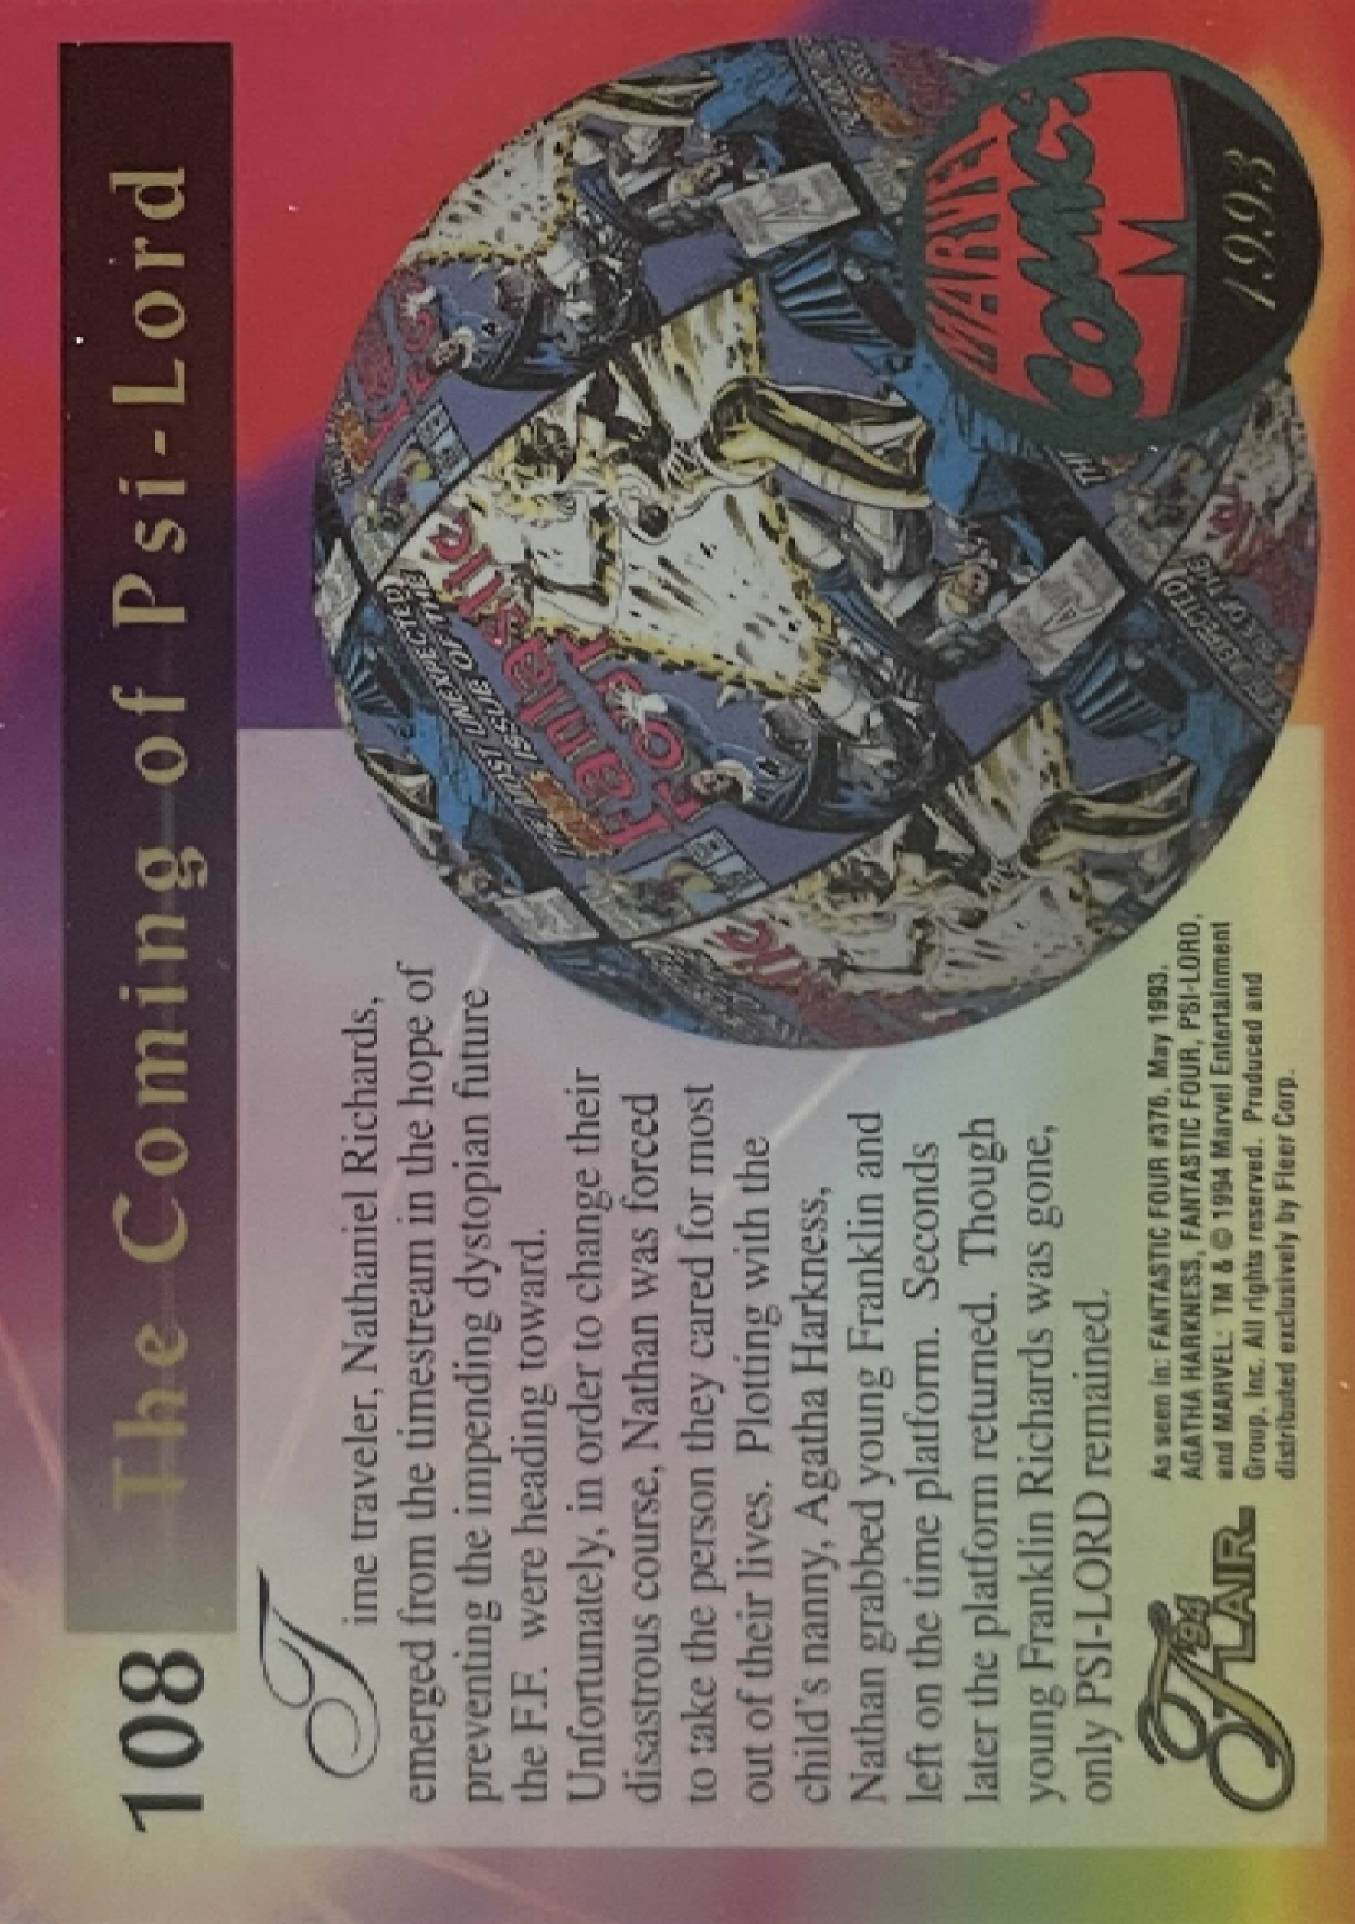 108
The Coming of Psi-Lord
Time traveler, Nathaniel Richards,
emerged from the timestream in the hope of
preventing the impending dystopian future
the F.F. were heading toward.
Unfortunately, in order to change their
disastrous course, Nathan was forced
to take the person they cared for most
out of their lives. Plotting with the
child's nanny, Agatha Harkness,
Nathan grabbed young Franklin and
left on the time platform. Seconds
later the platform returned. Though
young Franklin Richards was gone,
only PSI-LORD remained.
THE MOST UNEXPECTED
ISSUE OF THE
Fantastic
FOUR
'94
FLAIR
As seen in: FANTASTIC FOUR #376, May 1993.
AGATHA HARKNESS, FANTASTIC FOUR, PSI-LORD,
and MARVEL: TM & © 1994 Marvel Entertainment
Group, Inc. All rights reserved. Produced and
distributed exclusively by Fleer Corp.
MARVEL
COMICS
M
1993